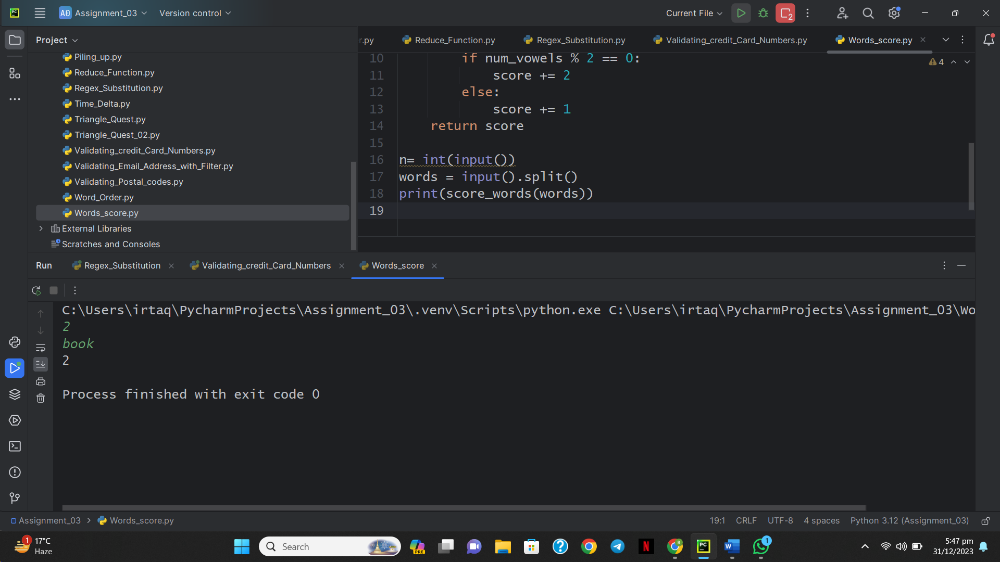 PC
A0 Assignment_03
Version control
Current File
2
Project
Piling_up.py
Reduce_Function.py
Regex_Substitution.py
Time_Delta.py
Triangle_Quest.py
Triangle_Quest_02.py
Validating_credit_Card_Numbers.py
Validating_Email_Address_with_Filter.py
Validating_Postal_codes.py
Word_Order.py
Words_score.py
External Libraries
Scratches and Consoles
r.py
Reduce_Function.py
Regex_Substitution.py
Validating_credit_Card_Numbers.py
Words_score.py
4
10 if num_vowels % 2 == 0:
11 score += 2
12 else:
13 score += 1
14 return score
15
16 n= int(input())
17 words = input().split()
18 print(score_words(words))
19
Run
Regex_Substitution
Validating_credit_Card_Numbers
Words_score
C:\Users\irtaq\PycharmProjects\Assignment_03\.venv\Scripts\python.exe C:\Users\irtaq\PycharmProjects\Assignment_03\Wo
2
book
2
Process finished with exit code 0
Assignment_03 > Words_score.py
19:1 CRLF UTF-8 4 spaces Python 3.12 (Assignment_03)
1
17°C
Haze
Search
PRE
N
B
PC
W
1
5:47 pm
31/12/2023